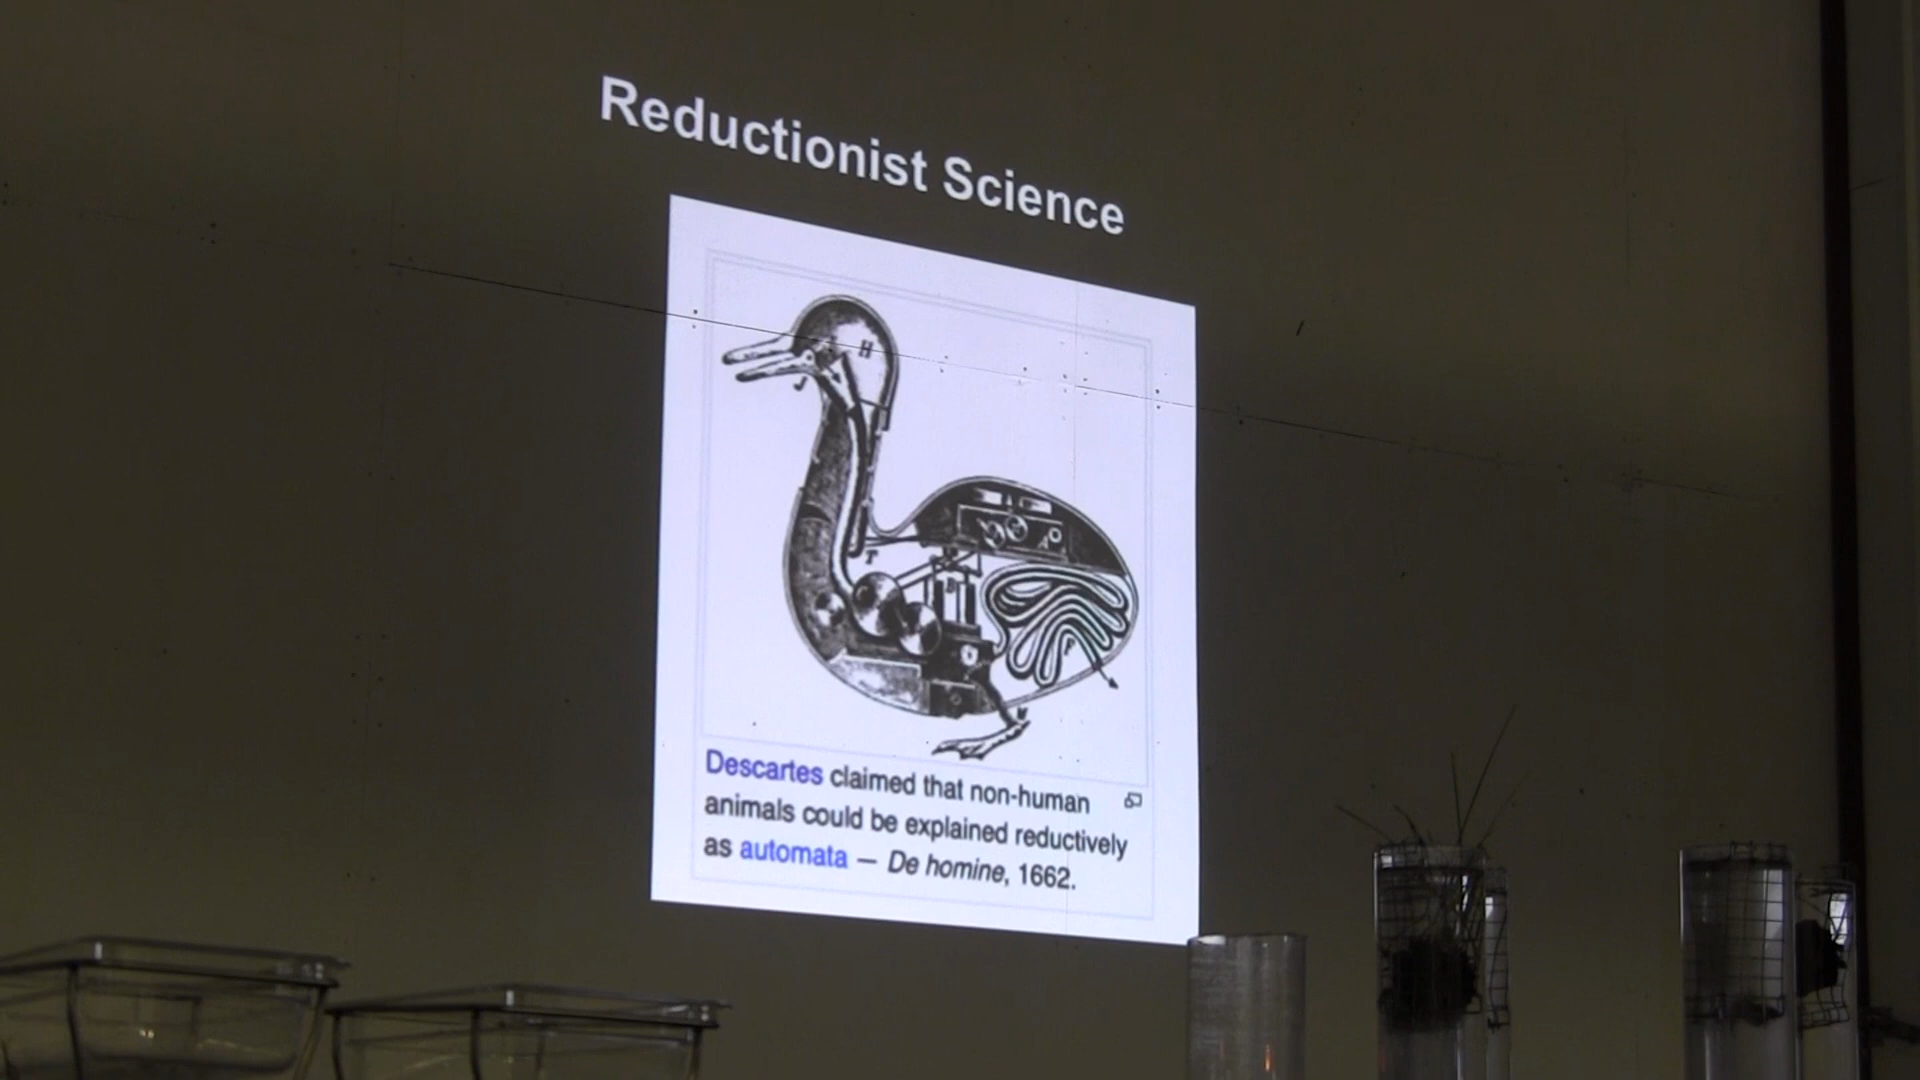 Reductionist Science
H
J
T
A
B
F
Descartes claimed that non-human
animals could be explained reductively
as automata — De homine, 1662.